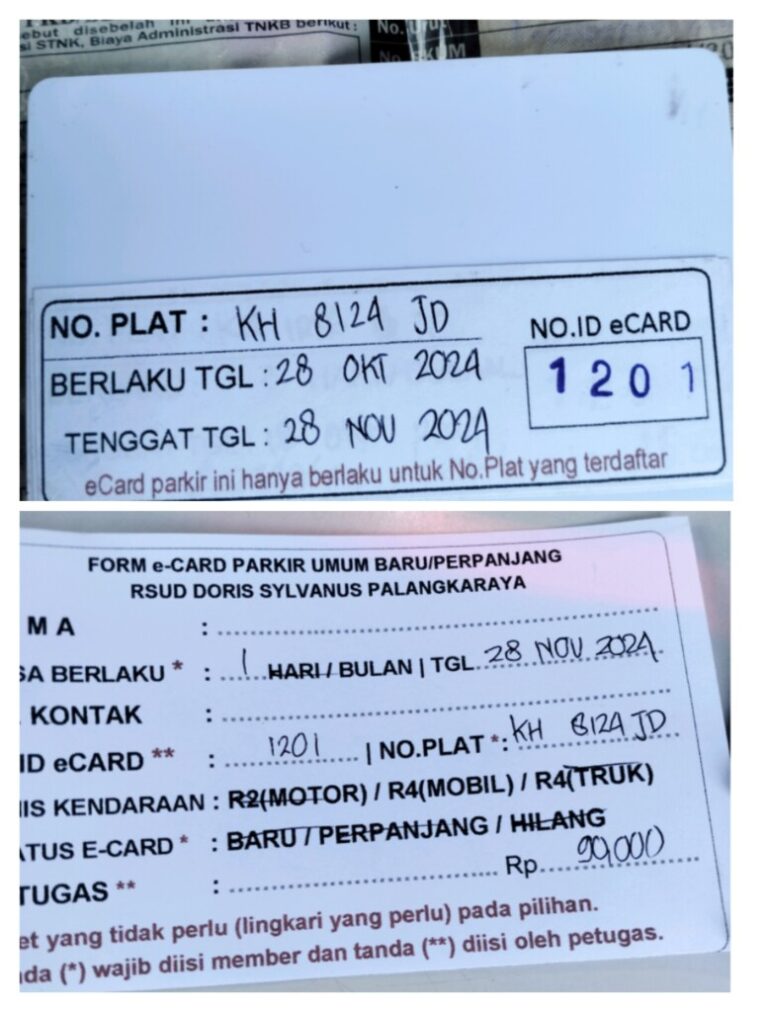 ebut disebelah ini
si STNK, Biaya Administrasi TNKB berikut :
NO. PLAT : KH 8124 JD
BERLAKU TGL : 28 OKT 2024
TENGGAT TGL : 28 NOV 2024
NO.ID eCARD
1201
eCard parkir ini hanya berlaku untuk No.Plat yang terdaftar
FORM e-CARD PARKIR UMUM BARU/PERPANJANG
RSUD DORIS SYLVANUS PALANGKARAYA
MA :
SA BERLAKU * : 1 HARI / BULAN | TGL 28 NOV 2024
KONTAK :
ID eCARD ** : 1201 | NO.PLAT *: KH 8124 JD
NIS KENDARAAN : R2(MOTOR) / R4(MOBIL) / R4(TRUK)
ATUS E-CARD * : BARU / PERPANJANG / HILANG
TUGAS ** : Rp. 99,000
et yang tidak perlu (lingkari yang perlu) pada pilihan.
da (*) wajib diisi member dan tanda (**) diisi oleh petugas.